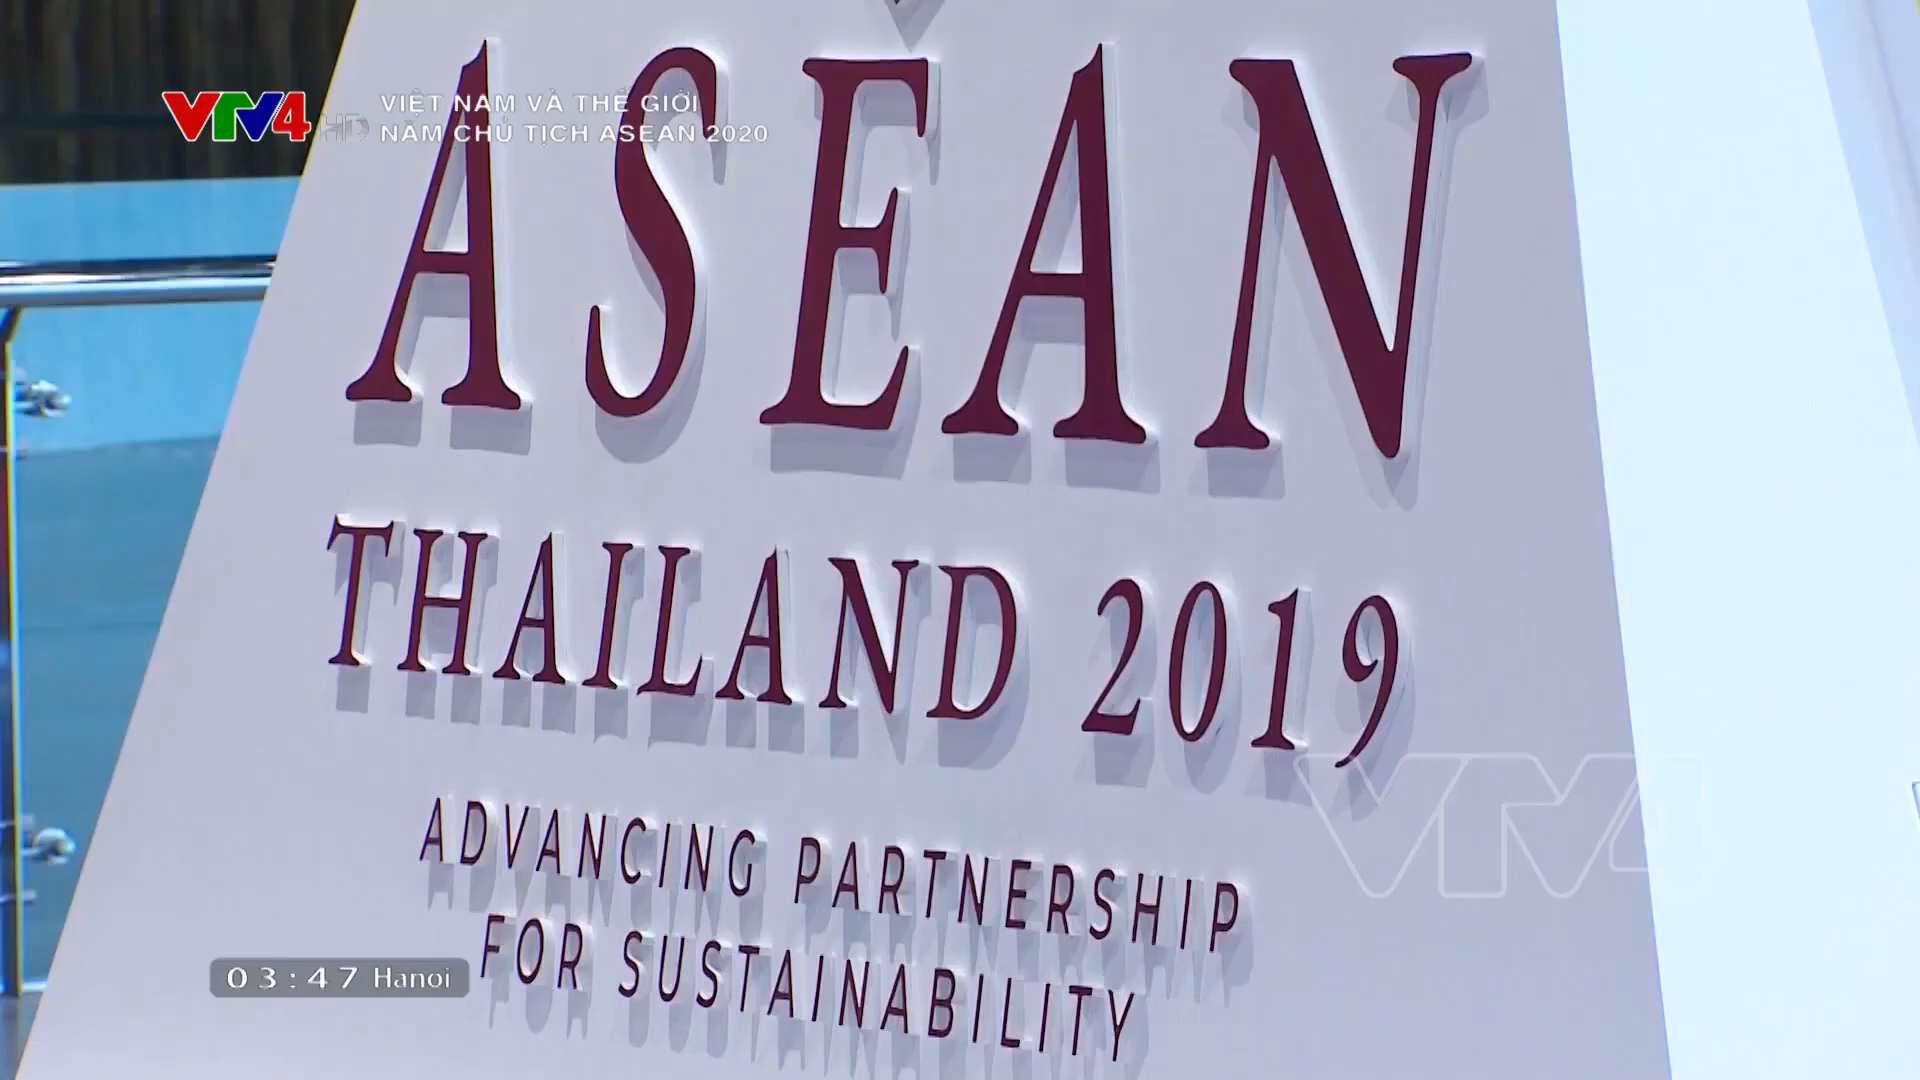 VTV4 HD
VIỆT NAM VÀ THẾ GIỚI
NĂM CHỦ TỊCH ASEAN 2020
ASEAN
THAILAND 2019
ADVANCING PARTNERSHIP
FOR SUSTAINABILITY
VTV4
03:47 Hanoi